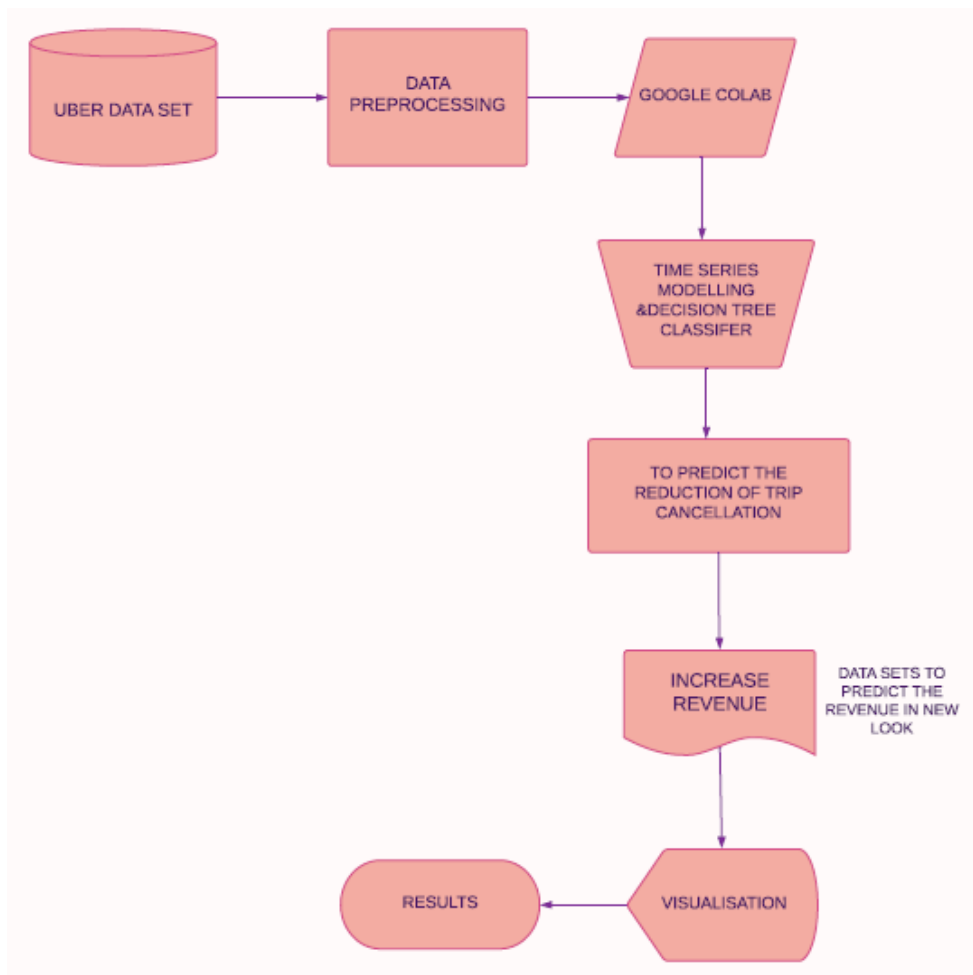 UBER DATA SET
DATA
PREPROCESSING
GOOGLE COLAB
TIME SERIES
MODELLING
&DECISION TREE
CLASSIFER
TO PREDICT THE
REDUCTION OF TRIP
CANCELLATION
INCREASE
REVENUE
DATA SETS TO
PREDICT THE
REVENUE IN NEW
LOOK
VISUALISATION
RESULTS